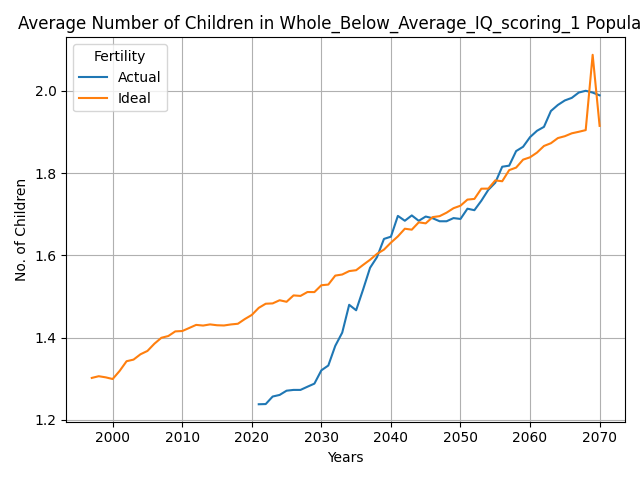 Average Number of Children in Whole_Below_Average_IQ_scoring_1 Popula
Fertility
Actual
Ideal
No. of Children
2.0
1.8
1.6
1.4
1.2
2000 2010 2020 2030 2040 2050 2060 2070
Years